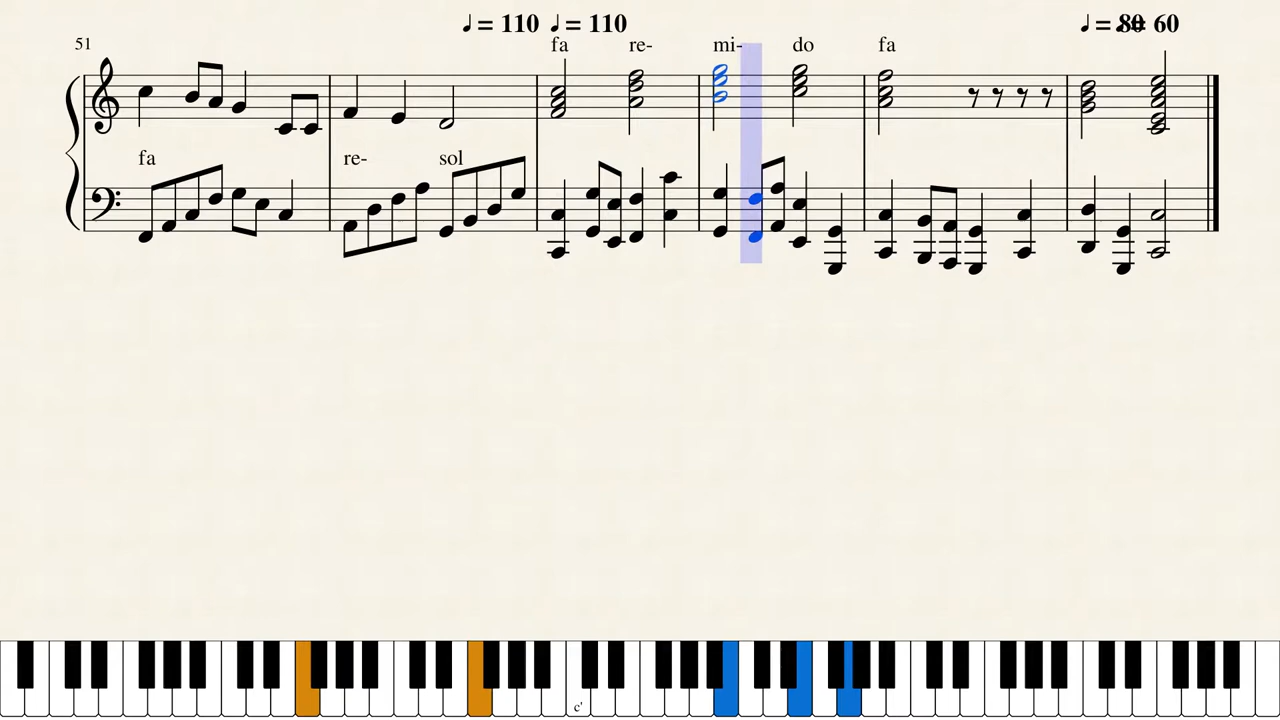 ♩ = 110 ♩ = 110 ♩ = 80 ♩ = 60
51 fa re- mi- do fa
fa re- sol
c'